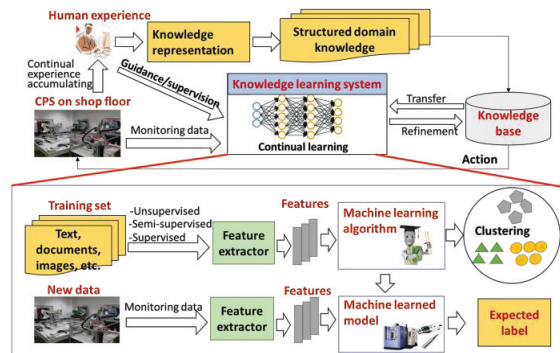 Human experience
Knowledge
representation
Structured domain
knowledge
Continual
experience
accumulating
Guidance/supervision
CPS on shop floor
Knowledge learning system
Continual learning
Monitoring data
Transfer
Refinement
Knowledge
base
Action
Training set
Text,
documents,
images, etc.
-Unsupervised
-Semi-supervised
-Supervised
Feature
extractor
Features
Machine learning
algorithm
Clustering
New data
Monitoring data
Feature
extractor
Features
Machine learned
model
Expected
label